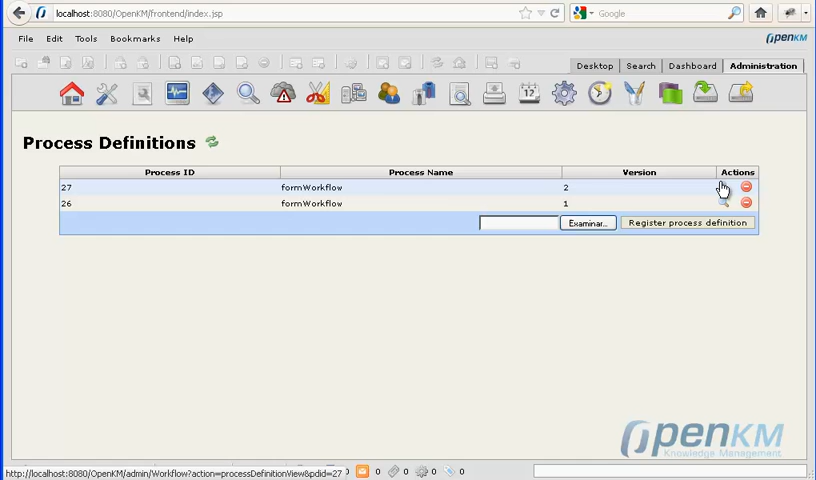 localhost:8080/OpenKM/frontend/index.jsp
Google
File Edit Tools Bookmarks Help
OPENKM
Desktop Search Dashboard Administration
12
Process Definitions
Process ID Process Name Version Actions
27 formWorkflow 2
26 formWorkflow 1
Examinar... Register process definition
OPENKM
Knowledge Management
http://localhost:8080/OpenKM/admin/Workflow?action=processDefinitionView&pdid=27
0 0 0 0 0